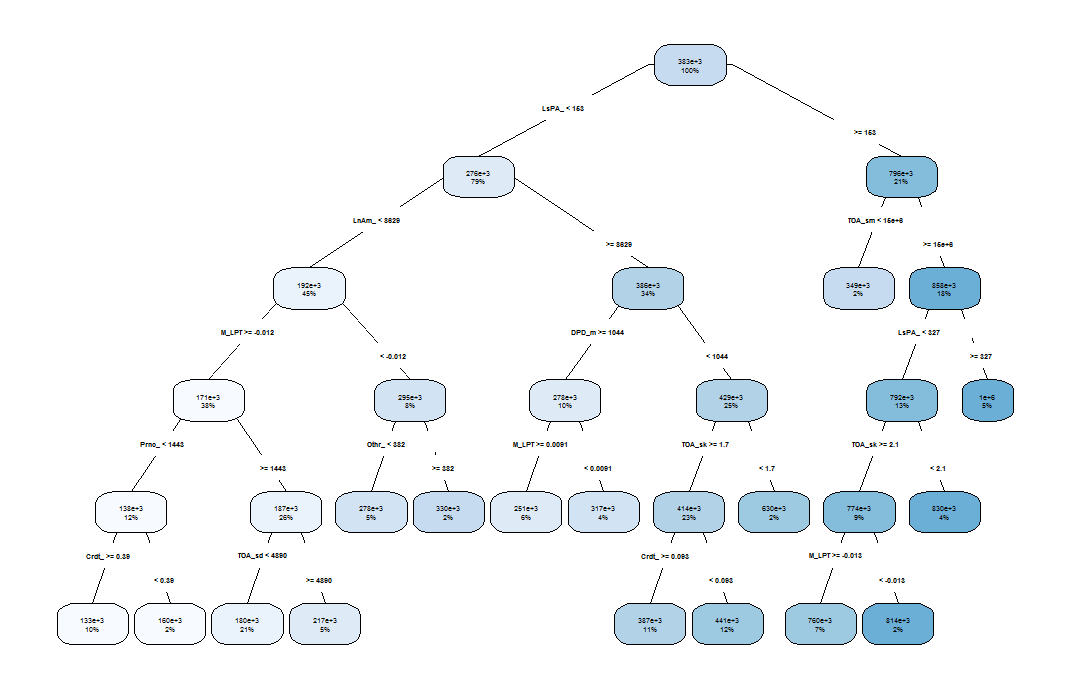 383e+3
100%
LsPA_ < 153
>= 153
276e+3
79%
796e+3
21%
LnAm_ < 8629
>= 8629
TOA_sm < 15e+6
>= 15e+6
192e+3
45%
386e+3
34%
349e+3
2%
858e+3
18%
M_LPT >= -0.012
< -0.012
DPD_m >= 1044
< 1044
LsPA_ < 327
>= 327
171e+3
38%
295e+3
8%
278e+3
10%
429e+3
25%
792e+3
13%
1e+6
5%
Prno_ < 1443
>= 1443
Othr_ < 382
>= 382
M_LPT >= 0.0091
< 0.0091
TOA_sk >= 1.7
< 1.7
TOA_sk >= 2.1
< 2.1
138e+3
12%
187e+3
26%
278e+3
5%
330e+3
2%
251e+3
6%
317e+3
4%
414e+3
23%
630e+3
2%
774e+3
9%
830e+3
4%
Crdt_ >= 0.39
< 0.39
TOA_sd < 4890
>= 4890
Crdt_ >= 0.093
< 0.093
M_LPT >= -0.013
< -0.013
133e+3
10%
160e+3
2%
180e+3
21%
217e+3
5%
387e+3
11%
441e+3
12%
760e+3
7%
814e+3
2%